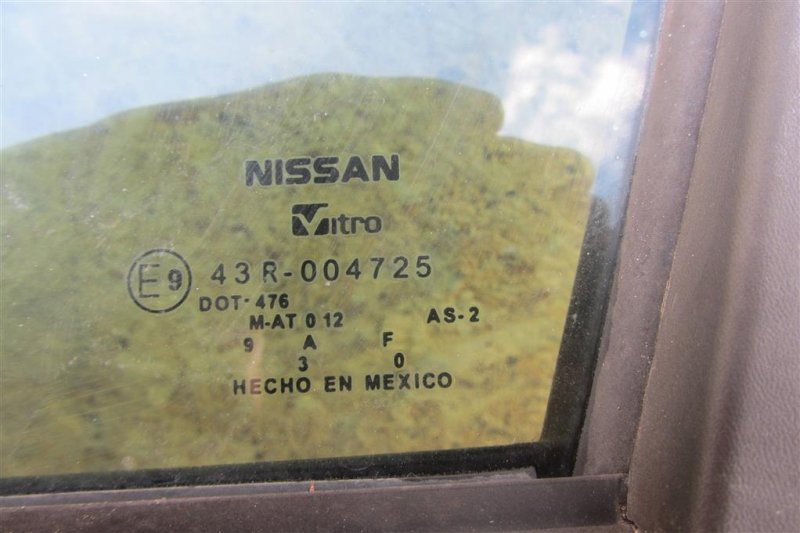 NISSAN
Vitro
E9 43R-004725
DOT-476
M-AT 0 12 AS-2
9 A F
3 0
HECHO EN MEXICO